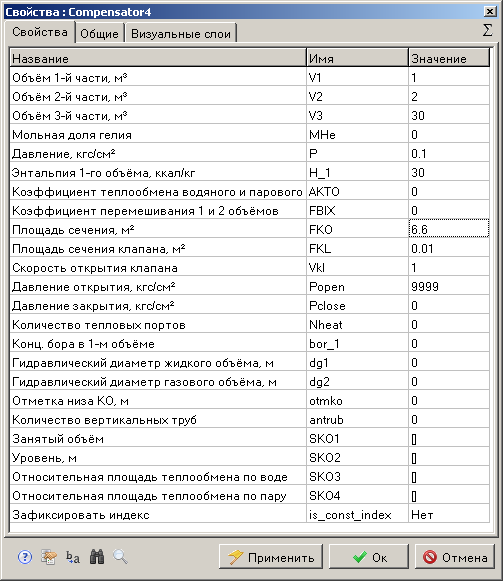 Свойства : Compensator4
Свойства Общие Визуальные слои Σ
Название Имя Значение
Объём 1-й части, м³ V1 1
Объём 2-й части, м³ V2 2
Объём 3-й части, м³ V3 30
Мольная доля гелия MHe 0
Давление, кгс/см² P 0.1
Энтальпия 1-го объёма, ккал/кг H_1 30
Коэффициент теплообмена водяного и парового AKTO 0
Коэффициент перемешивания 1 и 2 объёмов FBIX 0
Площадь сечения, м² FKO 6.6
Площадь сечения клапана, м² FKL 0.01
Скорость открытия клапана Vkl 1
Давление открытия, кгс/см² Popen 9999
Давление закрытия, кгс/см² Pclose 0
Количество тепловых портов Nheat 0
Конц. бора в 1-м объёме bor_1 0
Гидравлический диаметр жидкого объёма, м dg1 0
Гидравлический диаметр газового объёма, м dg2 0
Отметка низа КО, м otmko 0
Количество вертикальных труб antrub 0
Занятый объём SKO1 []
Уровень, м SKO2 []
Относительная площадь теплообмена по воде SKO3 []
Относительная площадь теплообмена по пару SKO4 []
Зафиксировать индекс is_const_index Нет
Применить Ок Отмена